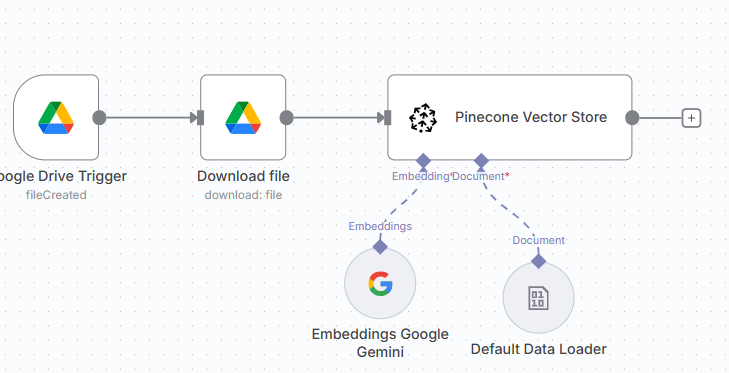 Pinecone Vector Store
oogle Drive Trigger
fileCreated
Download file
download: file
Embedding*
Document*
Embeddings
Document
0110
Embeddings Google
Gemini
Default Data Loader